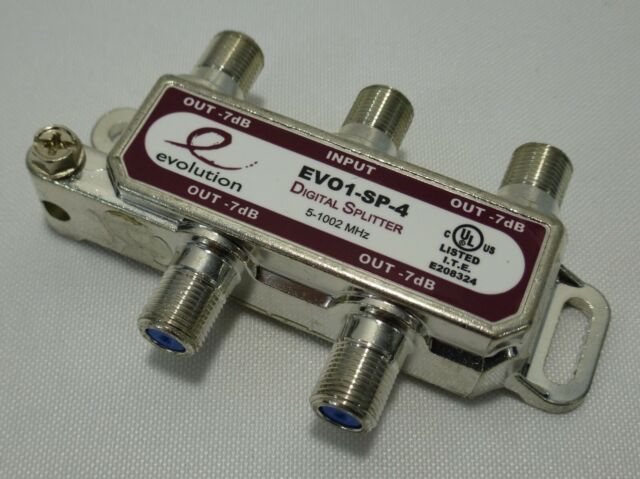 OUT -7dB
INPUT
OUT -7dB
evolution
EVO1-SP-4
DIGITAL SPLITTER
5-1002 MHz
C UL US
LISTED
I.T.E.
E208324
OUT -7dB
OUT -7dB